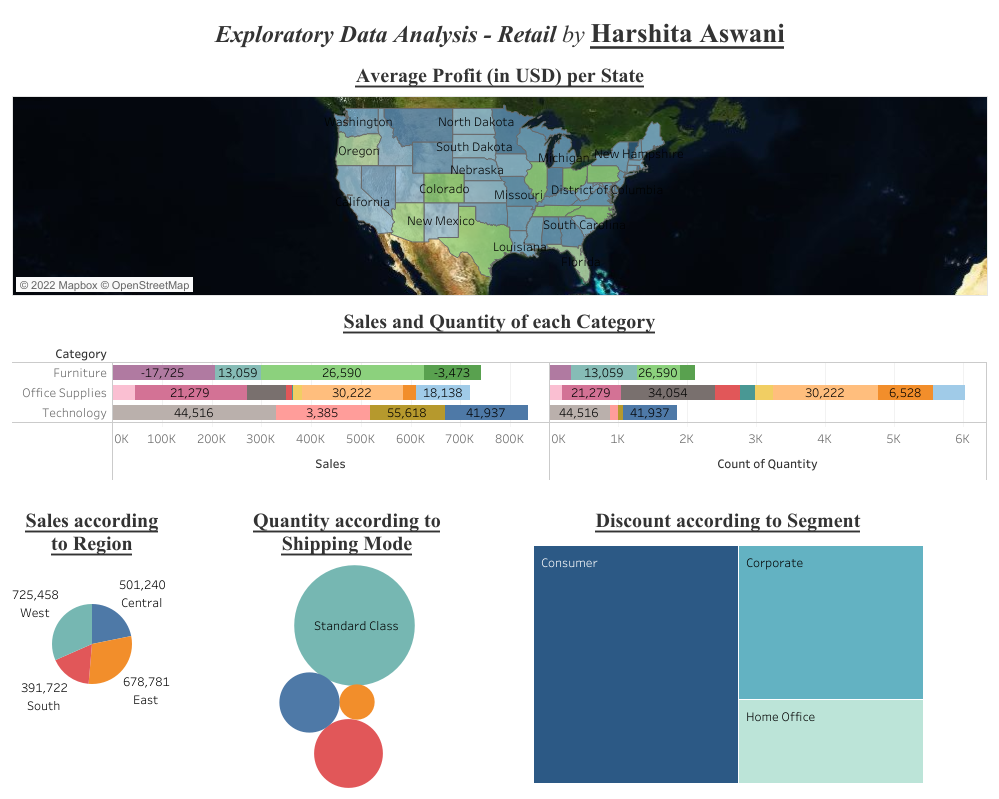 Exploratory Data Analysis - Retail by Harshita Aswani
Average Profit (in USD) per State
Washington
North Dakota
Oregon
South Dakota
Michigan
New Hampshire
Nebraska
Colorado
Missouri
District of Columbia
lifornia
New Mexico
South Carolina
Louisiana
Florida
© 2022 Mapbox © OpenStreetMap
Sales and Quantity of each Category
Category
Furniture -17,725 13,059 26,590 -3,473 13,059 26,590
Office Supplies 21,279 30,222 18,138 21,279 34,054 30,222 6,528
Technology 44,516 3,385 55,618 41,937 44,516 41,937
0K 100K 200K 300K 400K 500K 600K 700K 800K 0K 1K 2K 3K 4K 5K 6K
Sales Count of Quantity
Sales according
to Region
Quantity according to
Shipping Mode
Discount according to Segment
725,458
West
501,240
Central
391,722
South
678,781
East
Standard Class
Consumer
Corporate
Home Office